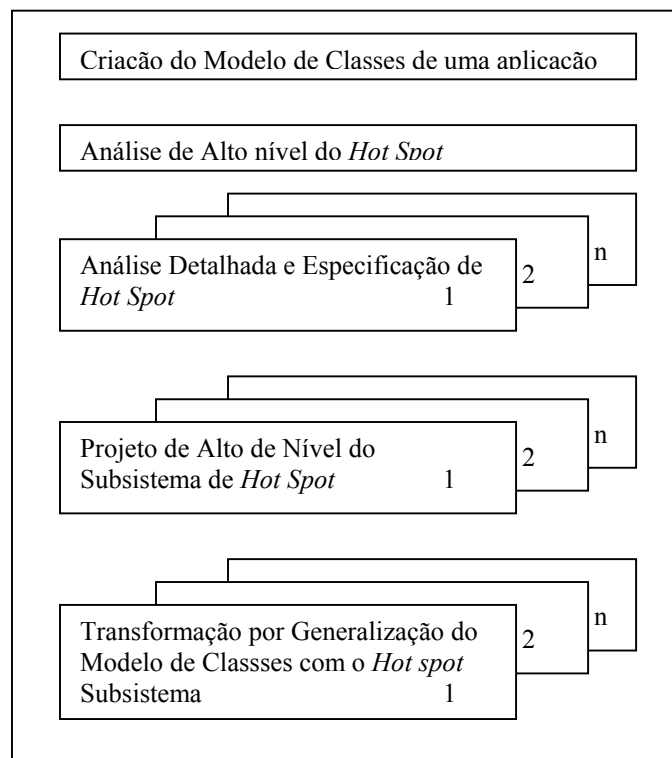 Criação do Modelo de Classes de uma aplicação
Análise de Alto nível do Hot Spot
n
2
Análise Detalhada e Especificação de
Hot Spot 1
n
2
Projeto de Alto de Nível do
Subsistema de Hot Spot 1
n
2
Transformação por Generalização do
Modelo de Classses com o Hot spot
Subsistema 1